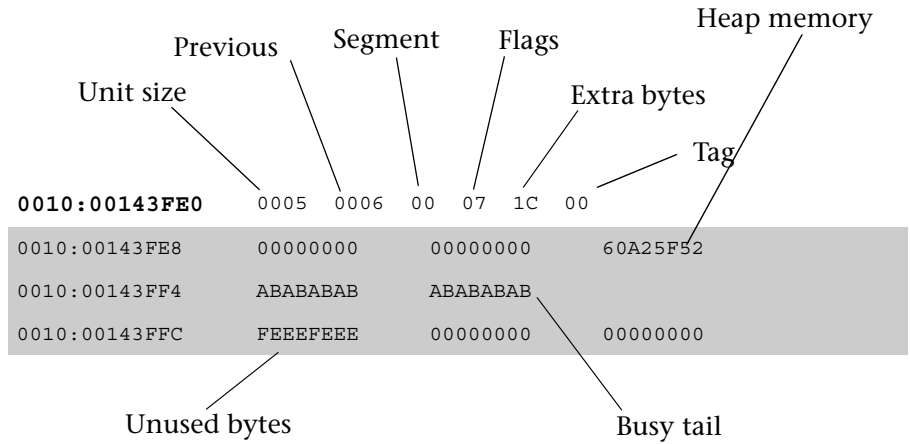 Heap memory
Previous Segment Flags
Unit size Extra bytes
Tag
0010:00143FE0 0005 0006 00 07 1C 00
0010:00143FE8 00000000 00000000 60A25F52
0010:00143FF4 ABABABAB ABABABAB
0010:00143FFC FEEEFEEE 00000000 00000000
Unused bytes Busy tail